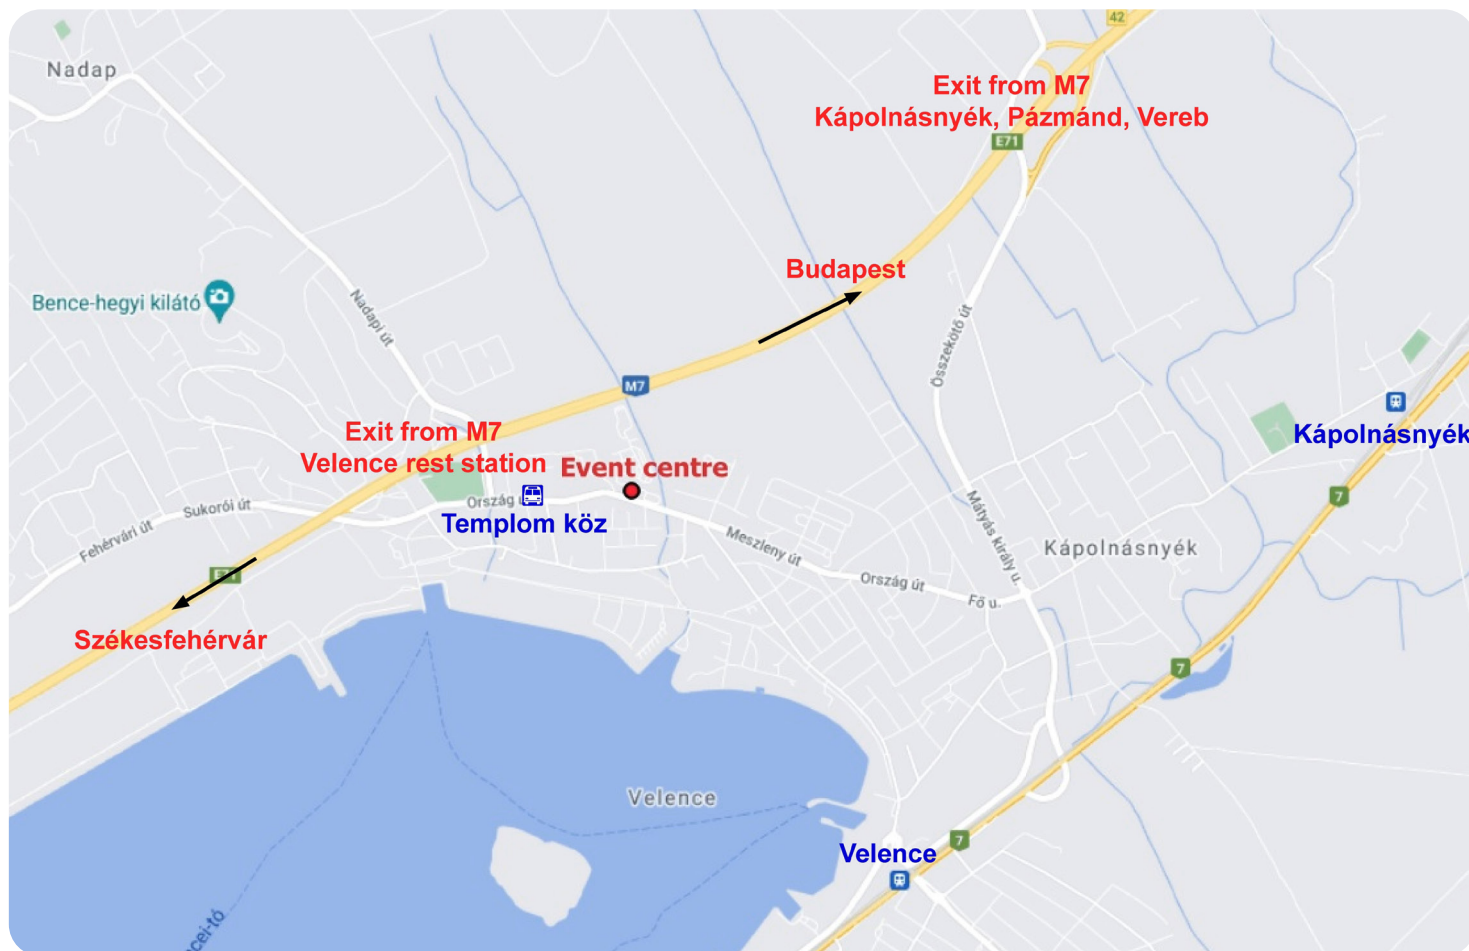 42
Nadap
Exit from M7
Kápolnásnyék, Pázmánd, Vereb
E71
Budapest
Bence-hegyi kilátó
Nadapi út
Összekötő út
M7
Exit from M7
Velence rest station
Event centre
Kápolnásnyék
Ország
Templom köz
Sukorói út
Fehérvári út
7
Mátyás király u.
Meszleny út
Kápolnásnyék
Ország út
Fő u.
Székesfehérvár
7
Velence
7
Velence